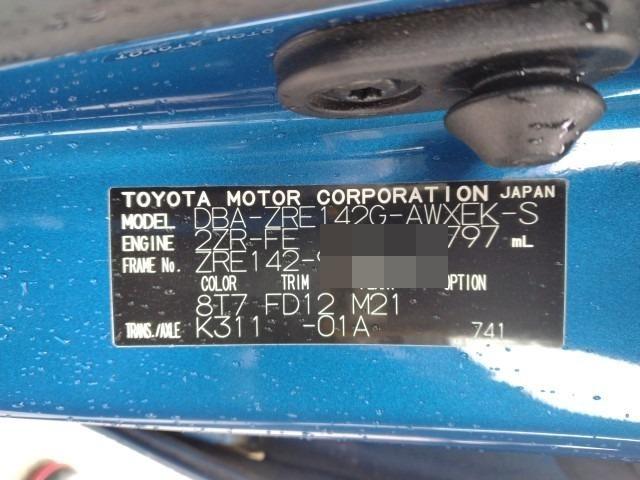 TOYOTA MOTOR CORPORATION JAPAN
MODEL DBA-ZRE142G-AWXEK-S
ENGINE 2ZR-FE 797 mL
FRAME No. ZRE142-
COLOR TRIM OPTION
8T7 FD12 M21
TRANS./AXLE K311 -01A 741